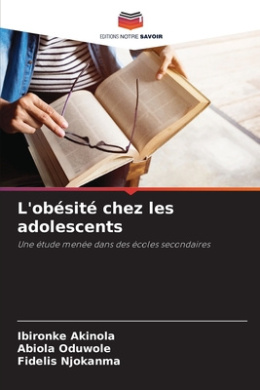 EDITIONS NOTRE SAVOIR
L'obésité chez les
adolescents
Une étude menée dans des écoles secondaires
Ibironke Akinola
Abiola Oduwole
Fidelis Njokanma